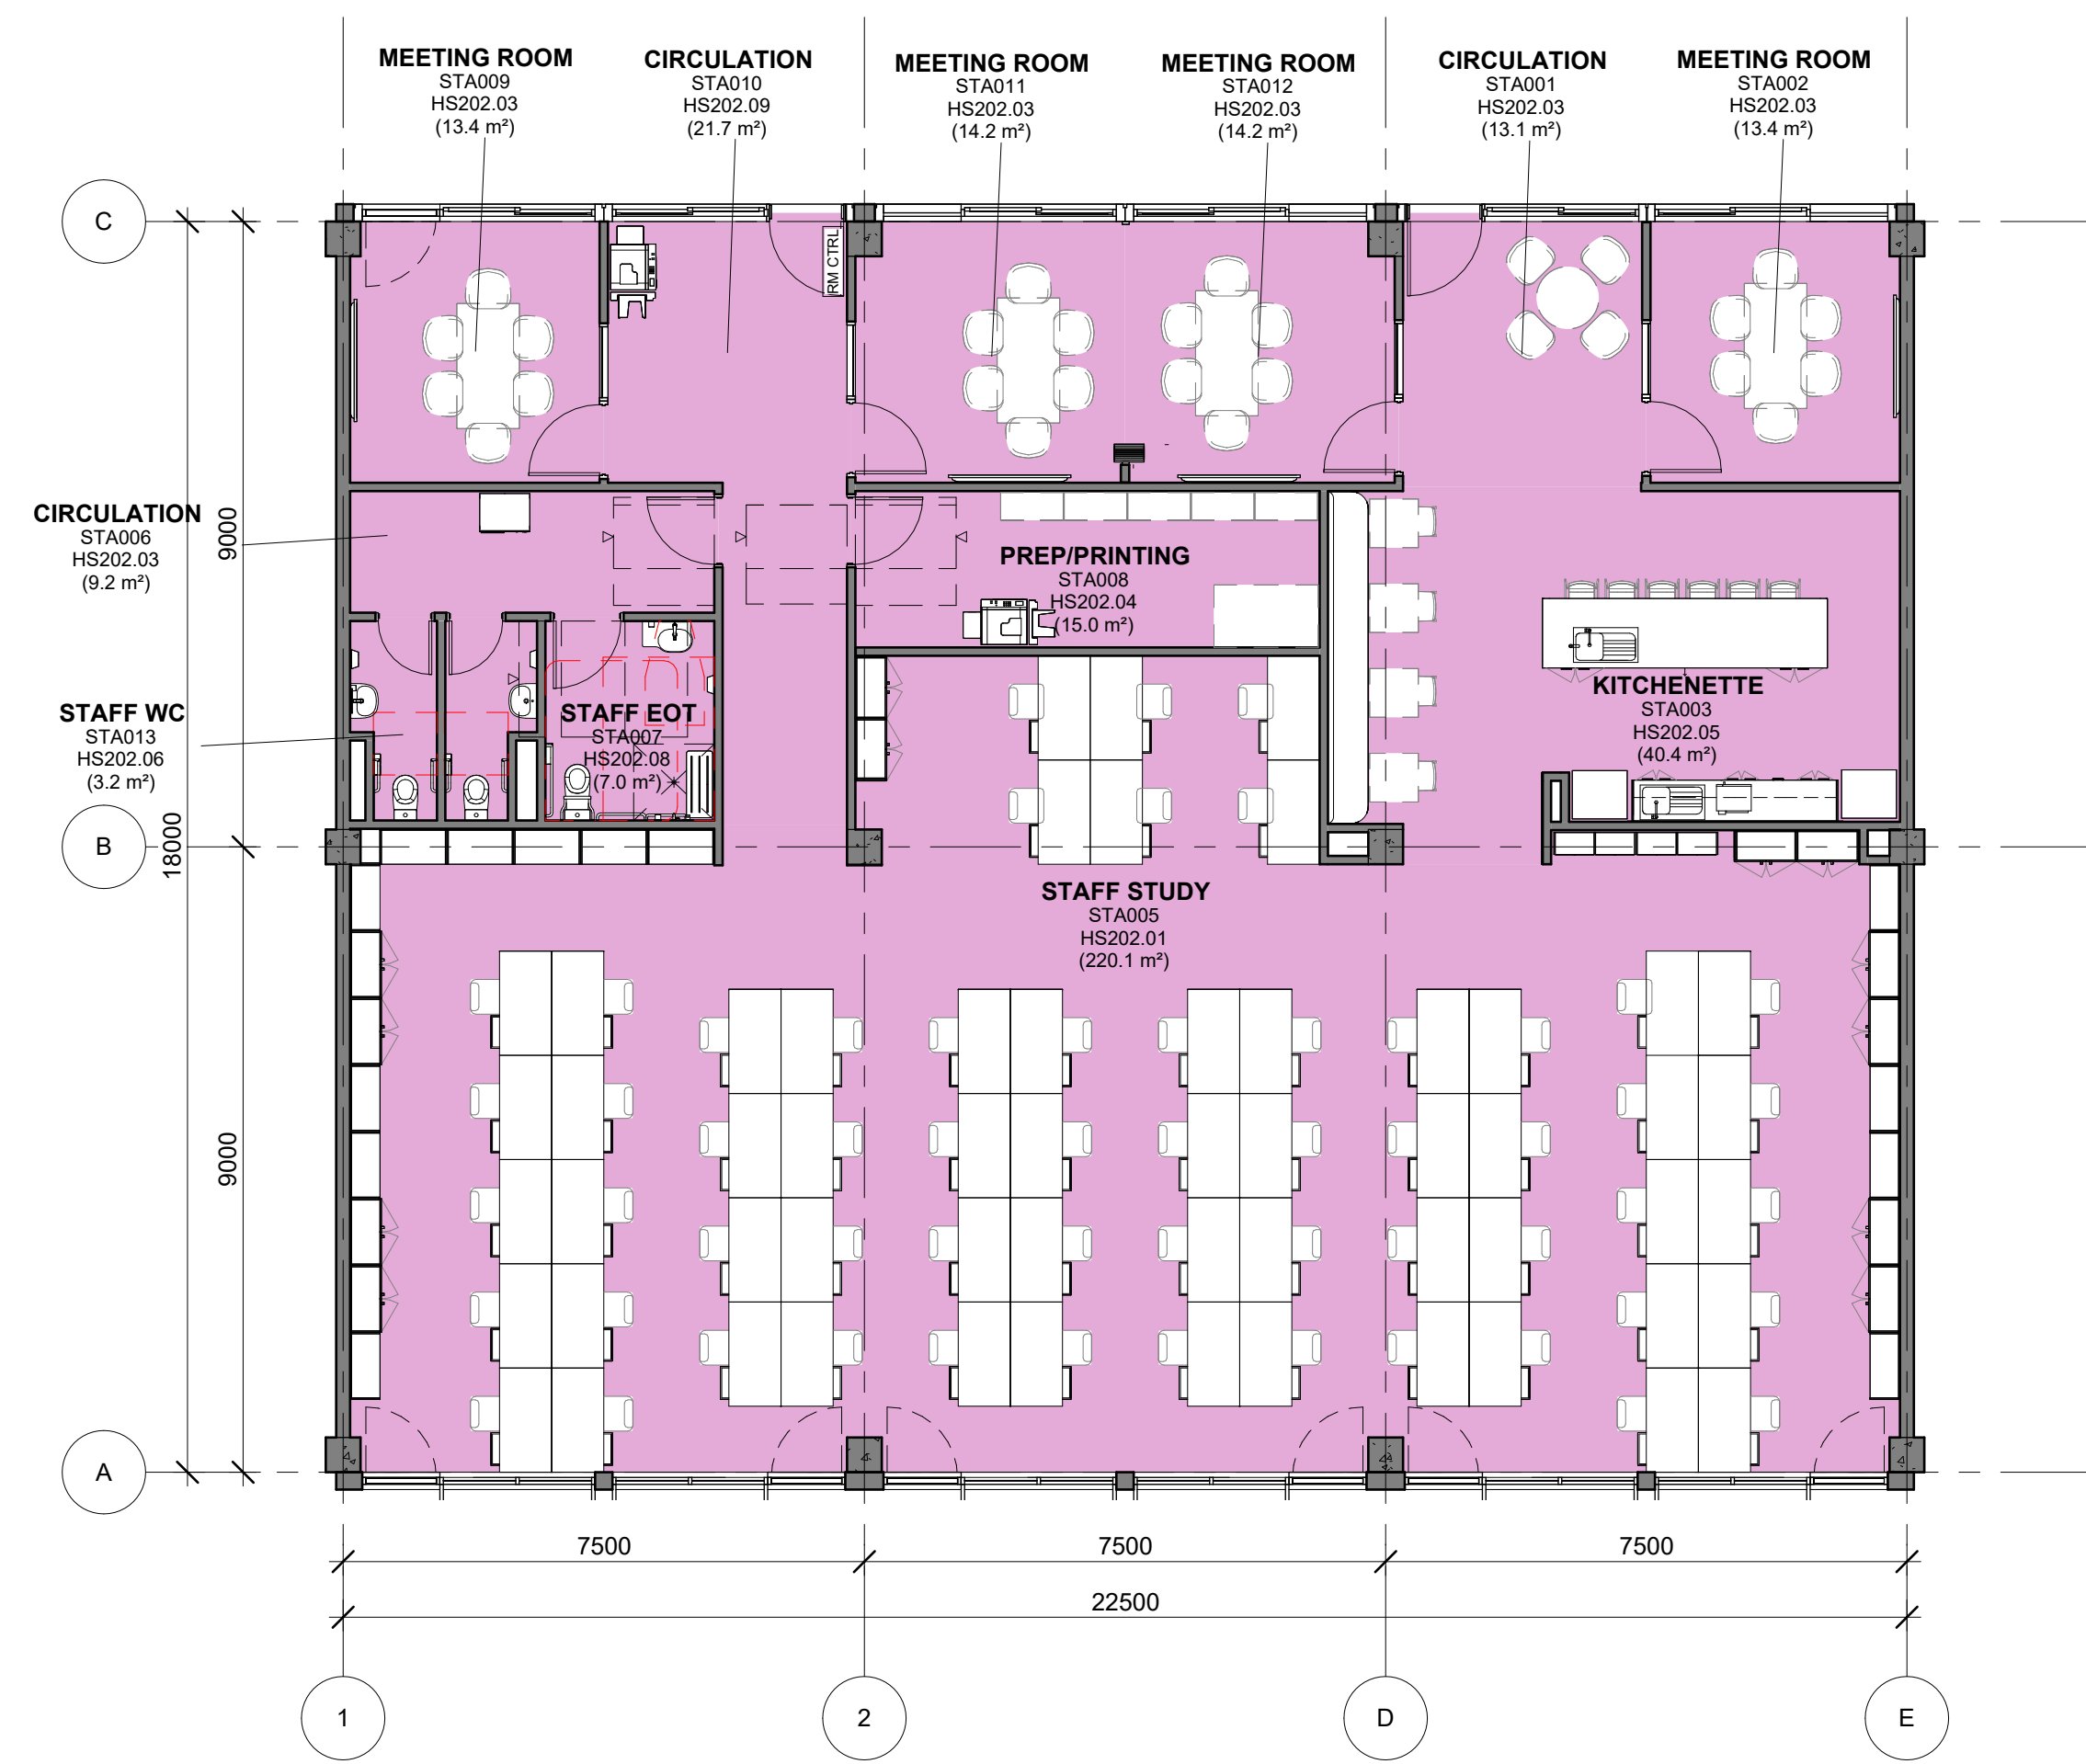 MEETING ROOM
STA009
HS202.03
(13.4 m²)
CIRCULATION
STA010
HS202.09
(21.7 m²)
MEETING ROOM
STA011
HS202.03
(14.2 m²)
MEETING ROOM
STA012
HS202.03
(14.2 m²)
CIRCULATION
STA001
HS202.03
(13.1 m²)
MEETING ROOM
STA002
HS202.03
(13.4 m²)
C
RM CTRL
CIRCULATION
STA006
HS202.03
(9.2 m²)
9000
PREP/PRINTING
STA008
HS202.04
(15.0 m²)
STAFF WC
STA013
HS202.06
(3.2 m²)
STAFF EOT
STA007
HS202.08
(7.0 m²)
KITCHENETTE
STA003
HS202.05
(40.4 m²)
B
18000
STAFF STUDY
STA005
HS202.01
(220.1 m²)
9000
A
7500
7500
7500
22500
1
2
D
E